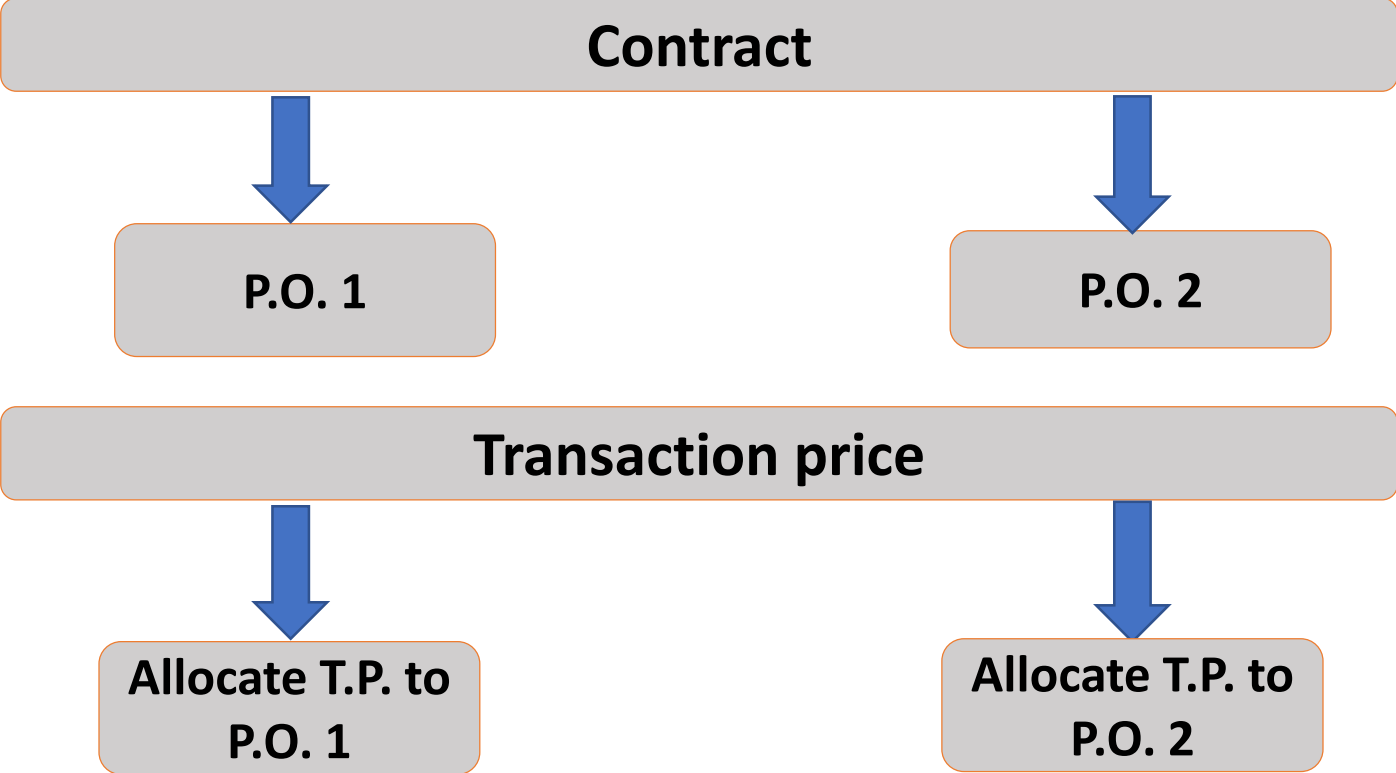 Contract
P.O. 1
P.O. 2
Transaction price
Allocate T.P. to
P.O. 1
Allocate T.P. to
P.O. 2